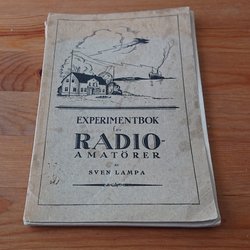 EXPERIMENTBOK
för
RADIO-
AMATÖRER
av
SVEN LAMPA